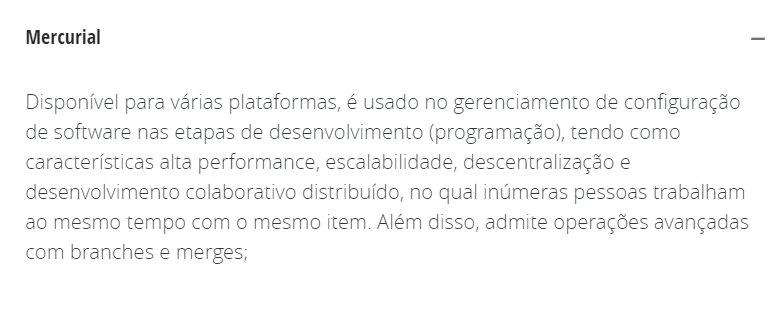 Mercurial
Disponível para várias plataformas, é usado no gerenciamento de configuração
de software nas etapas de desenvolvimento (programação), tendo como
características alta performance, escalabilidade, descentralização e
desenvolvimento colaborativo distribuído, no qual inúmeras pessoas trabalham
ao mesmo tempo com o mesmo item. Além disso, admite operações avançadas
com branches e merges;